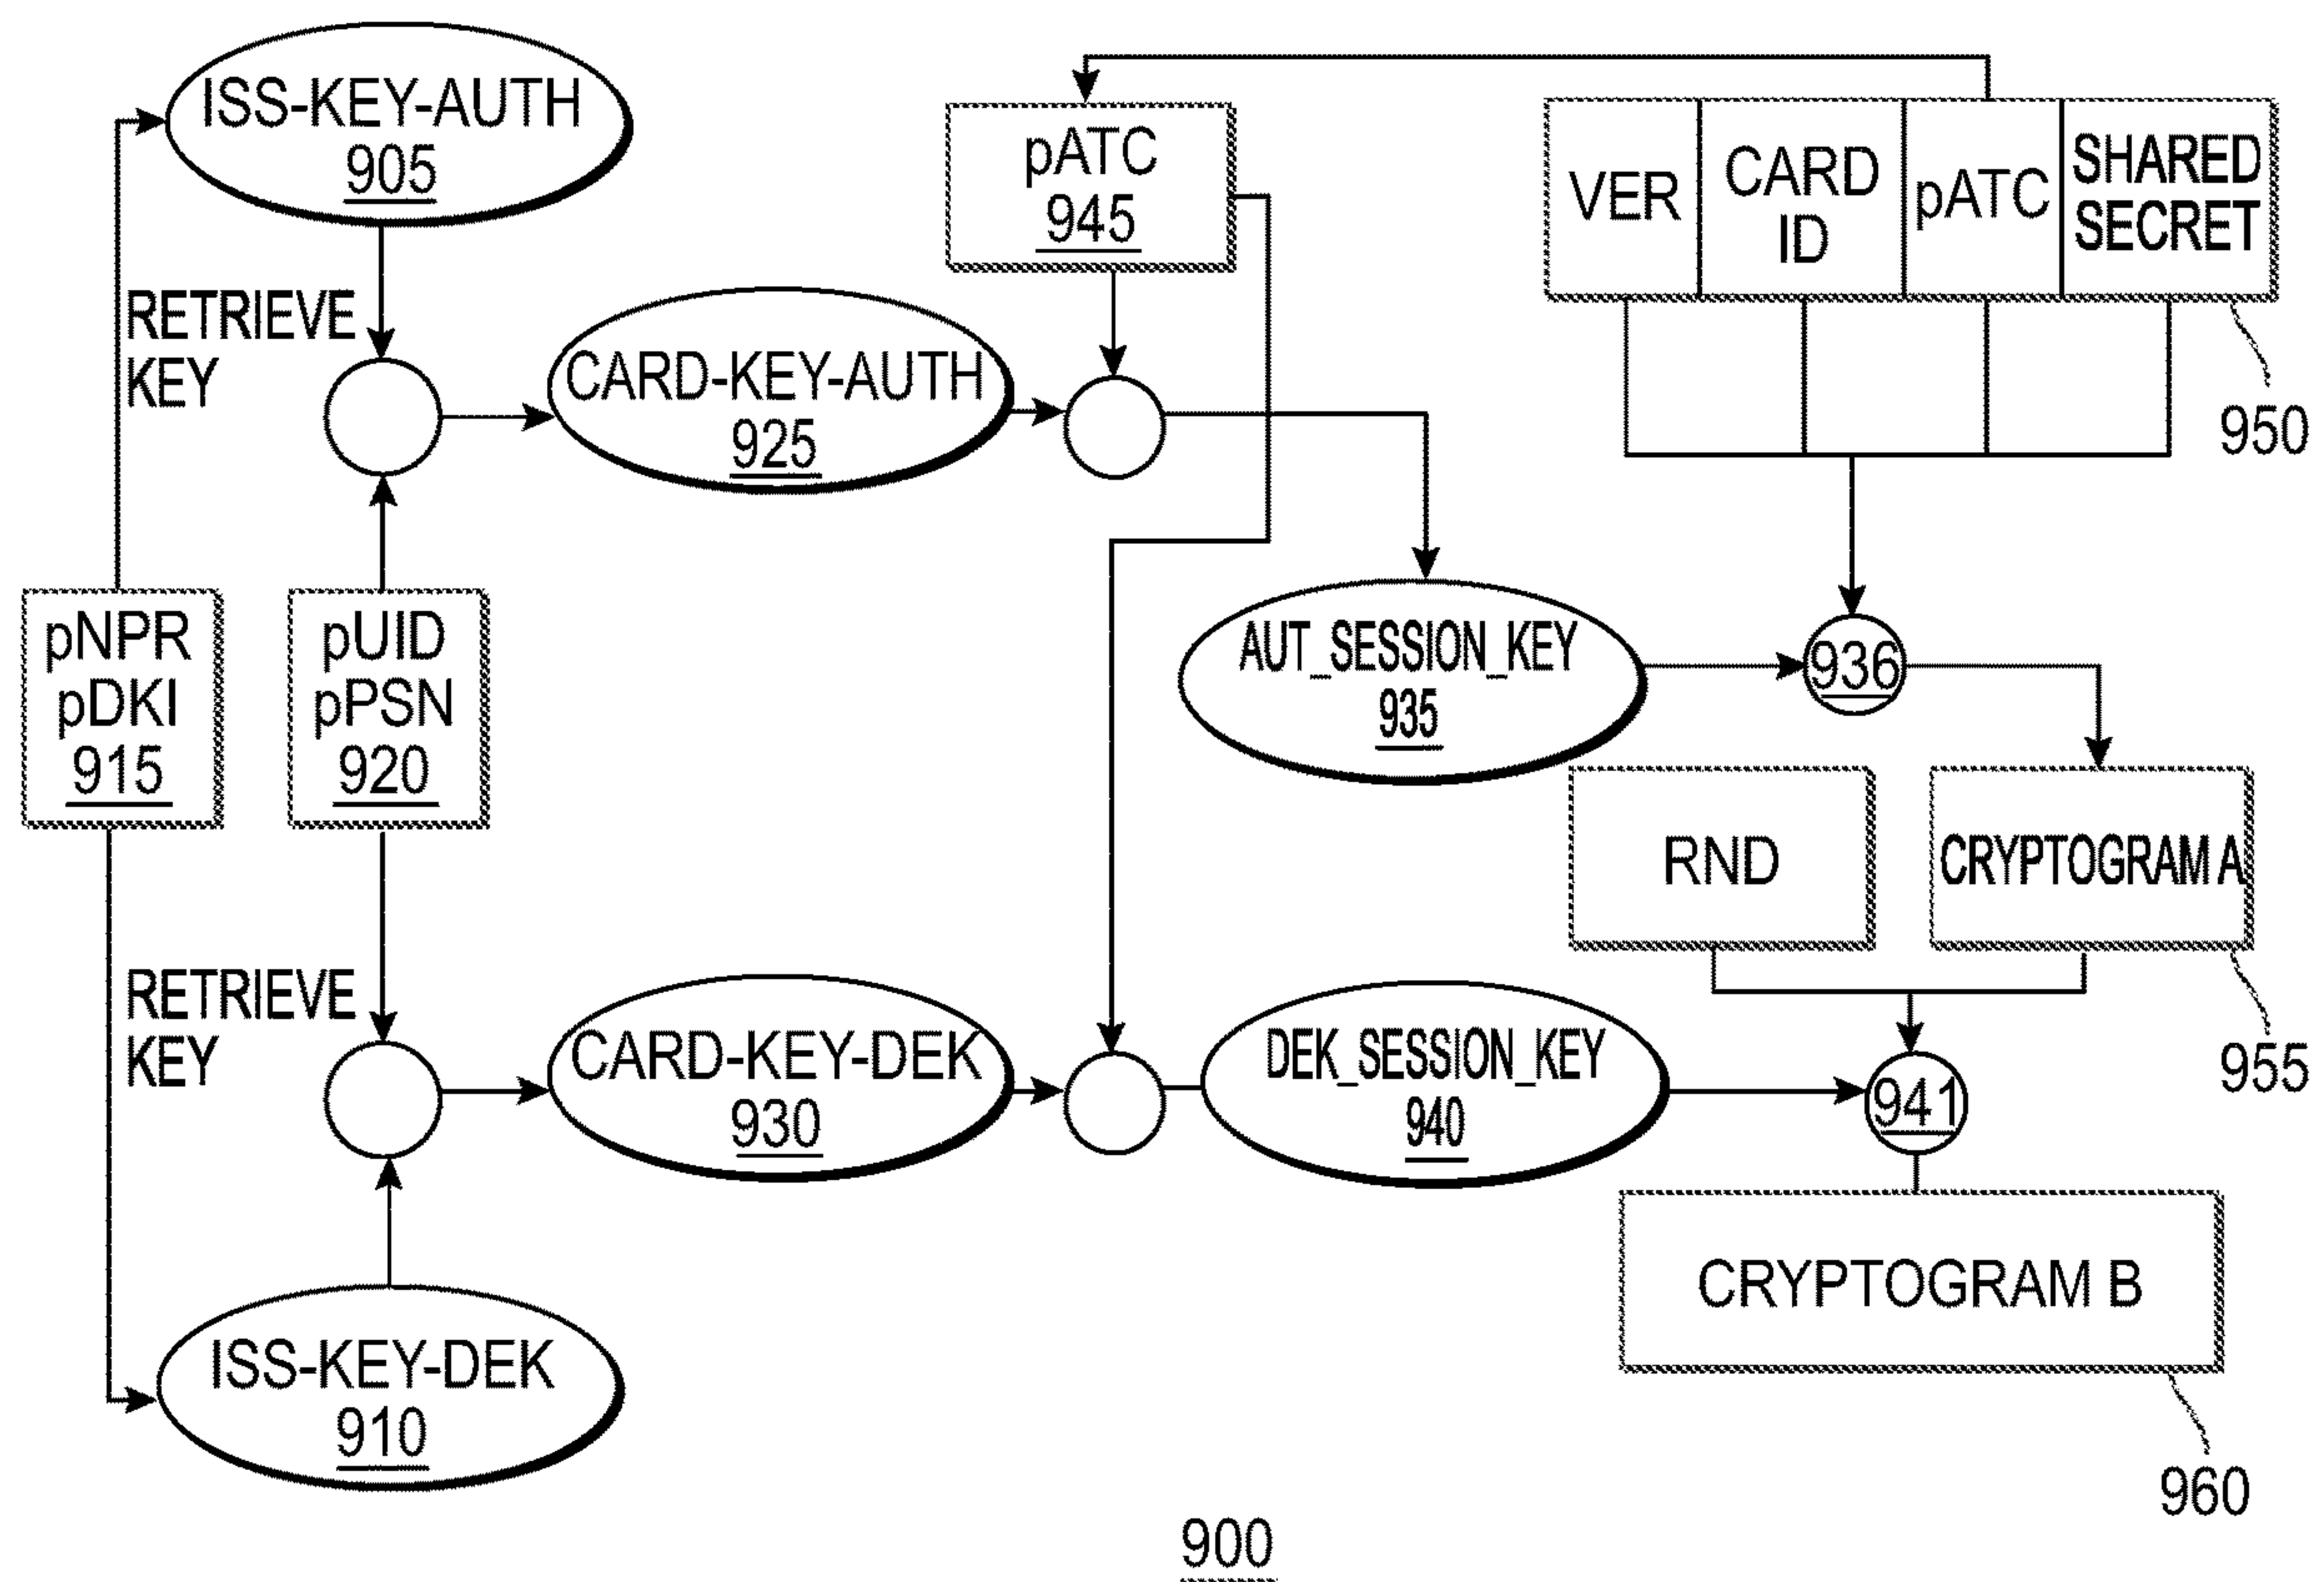 ISS-KEY-AUTH
905
pATC
945
VER
CARD
ID
pATC
SHARED
SECRET
950
RETRIEVE
KEY
CARD-KEY-AUTH
925
pNPR
pDKI
915
pUID
pPSN
920
AUT_SESSION_KEY
935
936
RND
CRYPTOGRAM A
955
RETRIEVE
KEY
CARD-KEY-DEK
930
DEK_SESSION_KEY
940
941
CRYPTOGRAM B
960
ISS-KEY-DEK
910
900